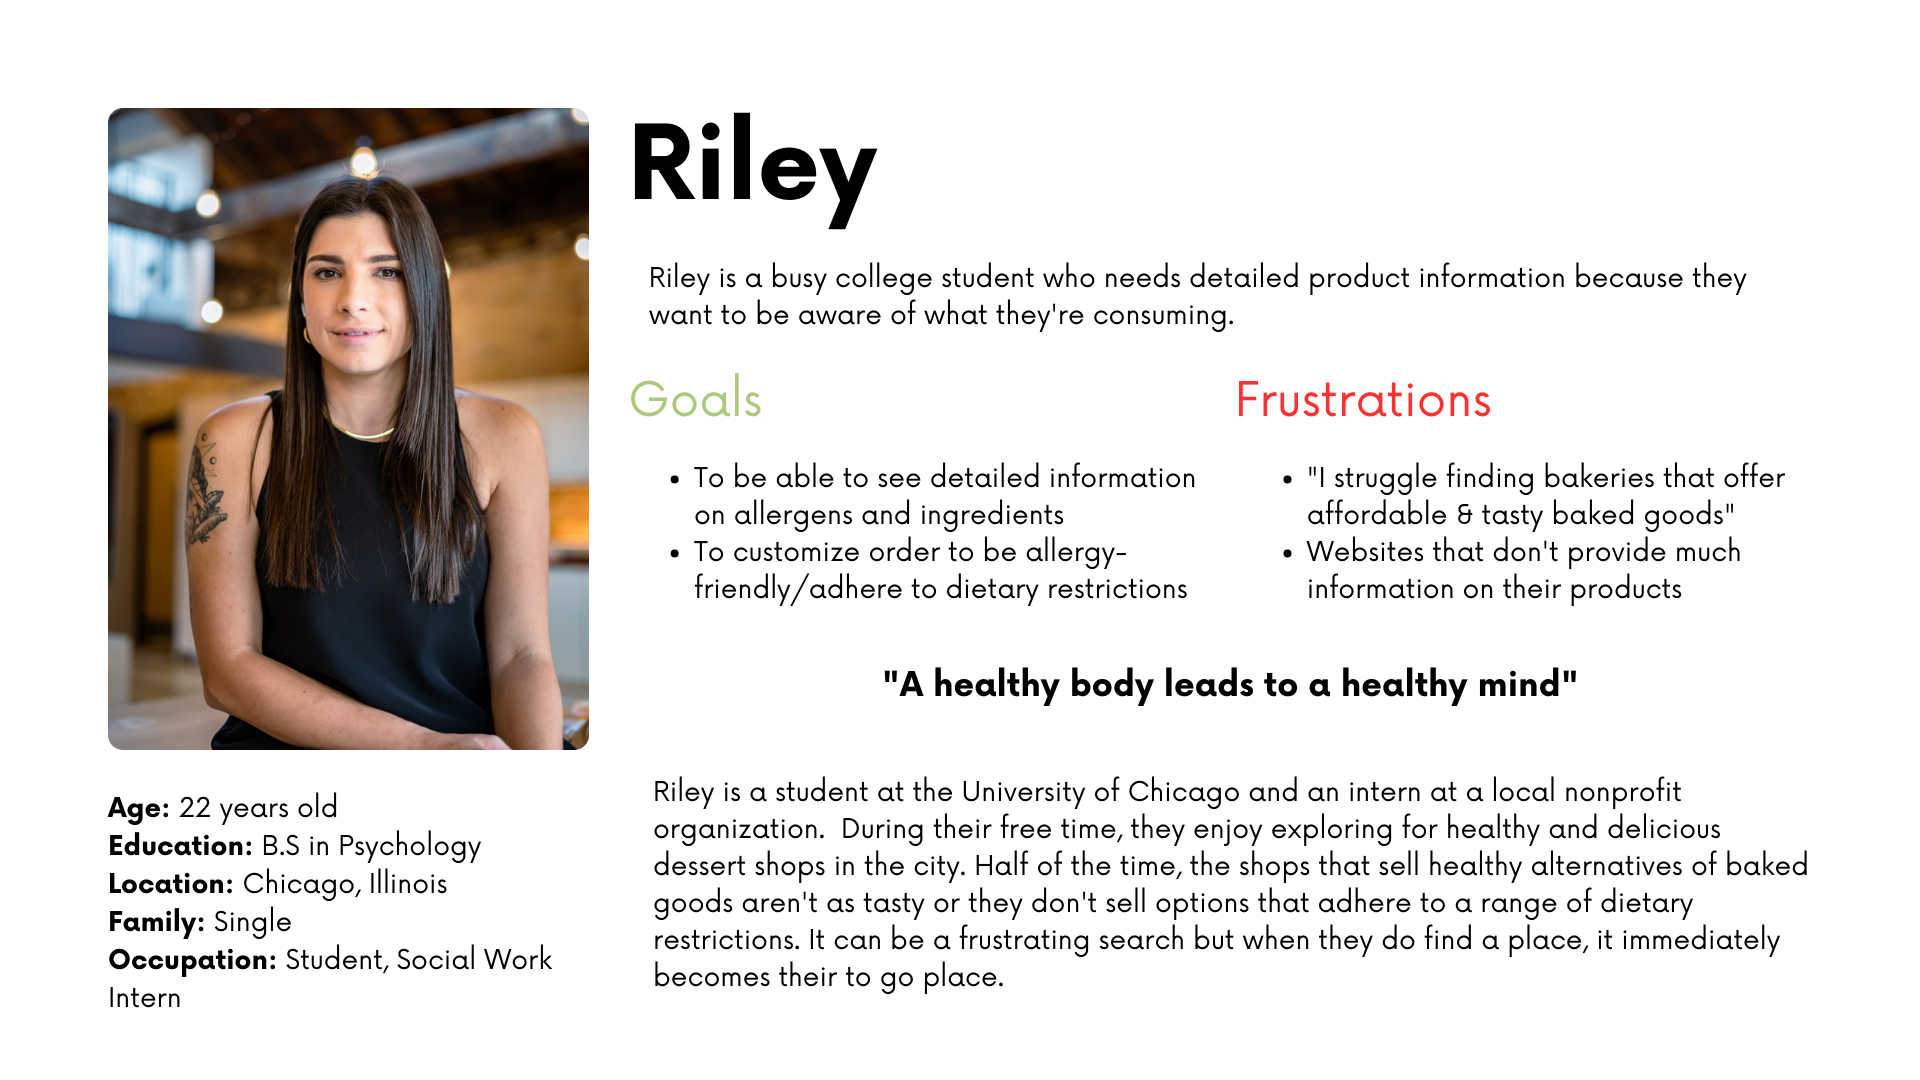 Riley
Riley is a busy college student who needs detailed product information because they
want to be aware of what they're consuming.
Goals
To be able to see detailed information
on allergens and ingredients
To customize order to be allergy-
friendly/adhere to dietary restrictions
Frustrations
"I struggle finding bakeries that offer
affordable & tasty baked goods"
Websites that don't provide much
information on their products
"A healthy body leads to a healthy mind"
Age: 22 years old
Education: B.S in Psychology
Location: Chicago, Illinois
Family: Single
Occupation: Student, Social Work
Intern
Riley is a student at the University of Chicago and an intern at a local nonprofit
organization.  During their free time, they enjoy exploring for healthy and delicious
dessert shops in the city. Half of the time, the shops that sell healthy alternatives of baked
goods aren't as tasty or they don't sell options that adhere to a range of dietary
restrictions. It can be a frustrating search but when they do find a place, it immediately
becomes their to go place.